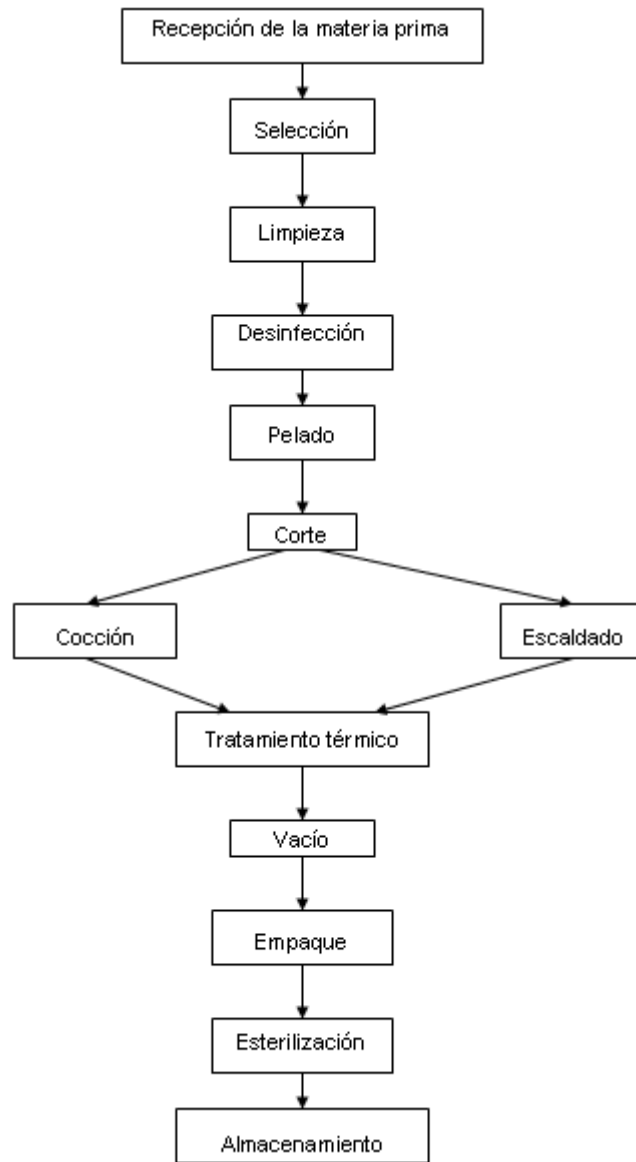 Recepción de la materia prima
Selección
Limpieza
Desinfección
Pelado
Corte
Cocción
Escaldado
Tratamiento térmico
Vacío
Empaque
Esterilización
Almacenamiento